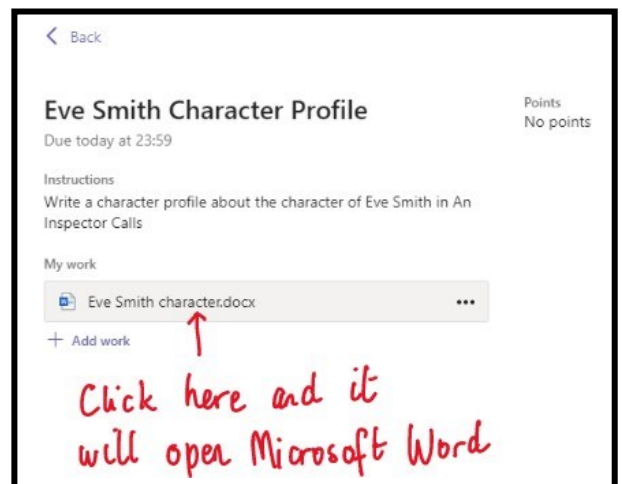 Back
Eve Smith Character Profile
Points
No points
Due today at 23:59
Instructions
Write a character profile about the character of Eve Smith in An
Inspector Calls
My work
Eve Smith character.docx
+ Add work
Click here and it
will open Microsoft Word